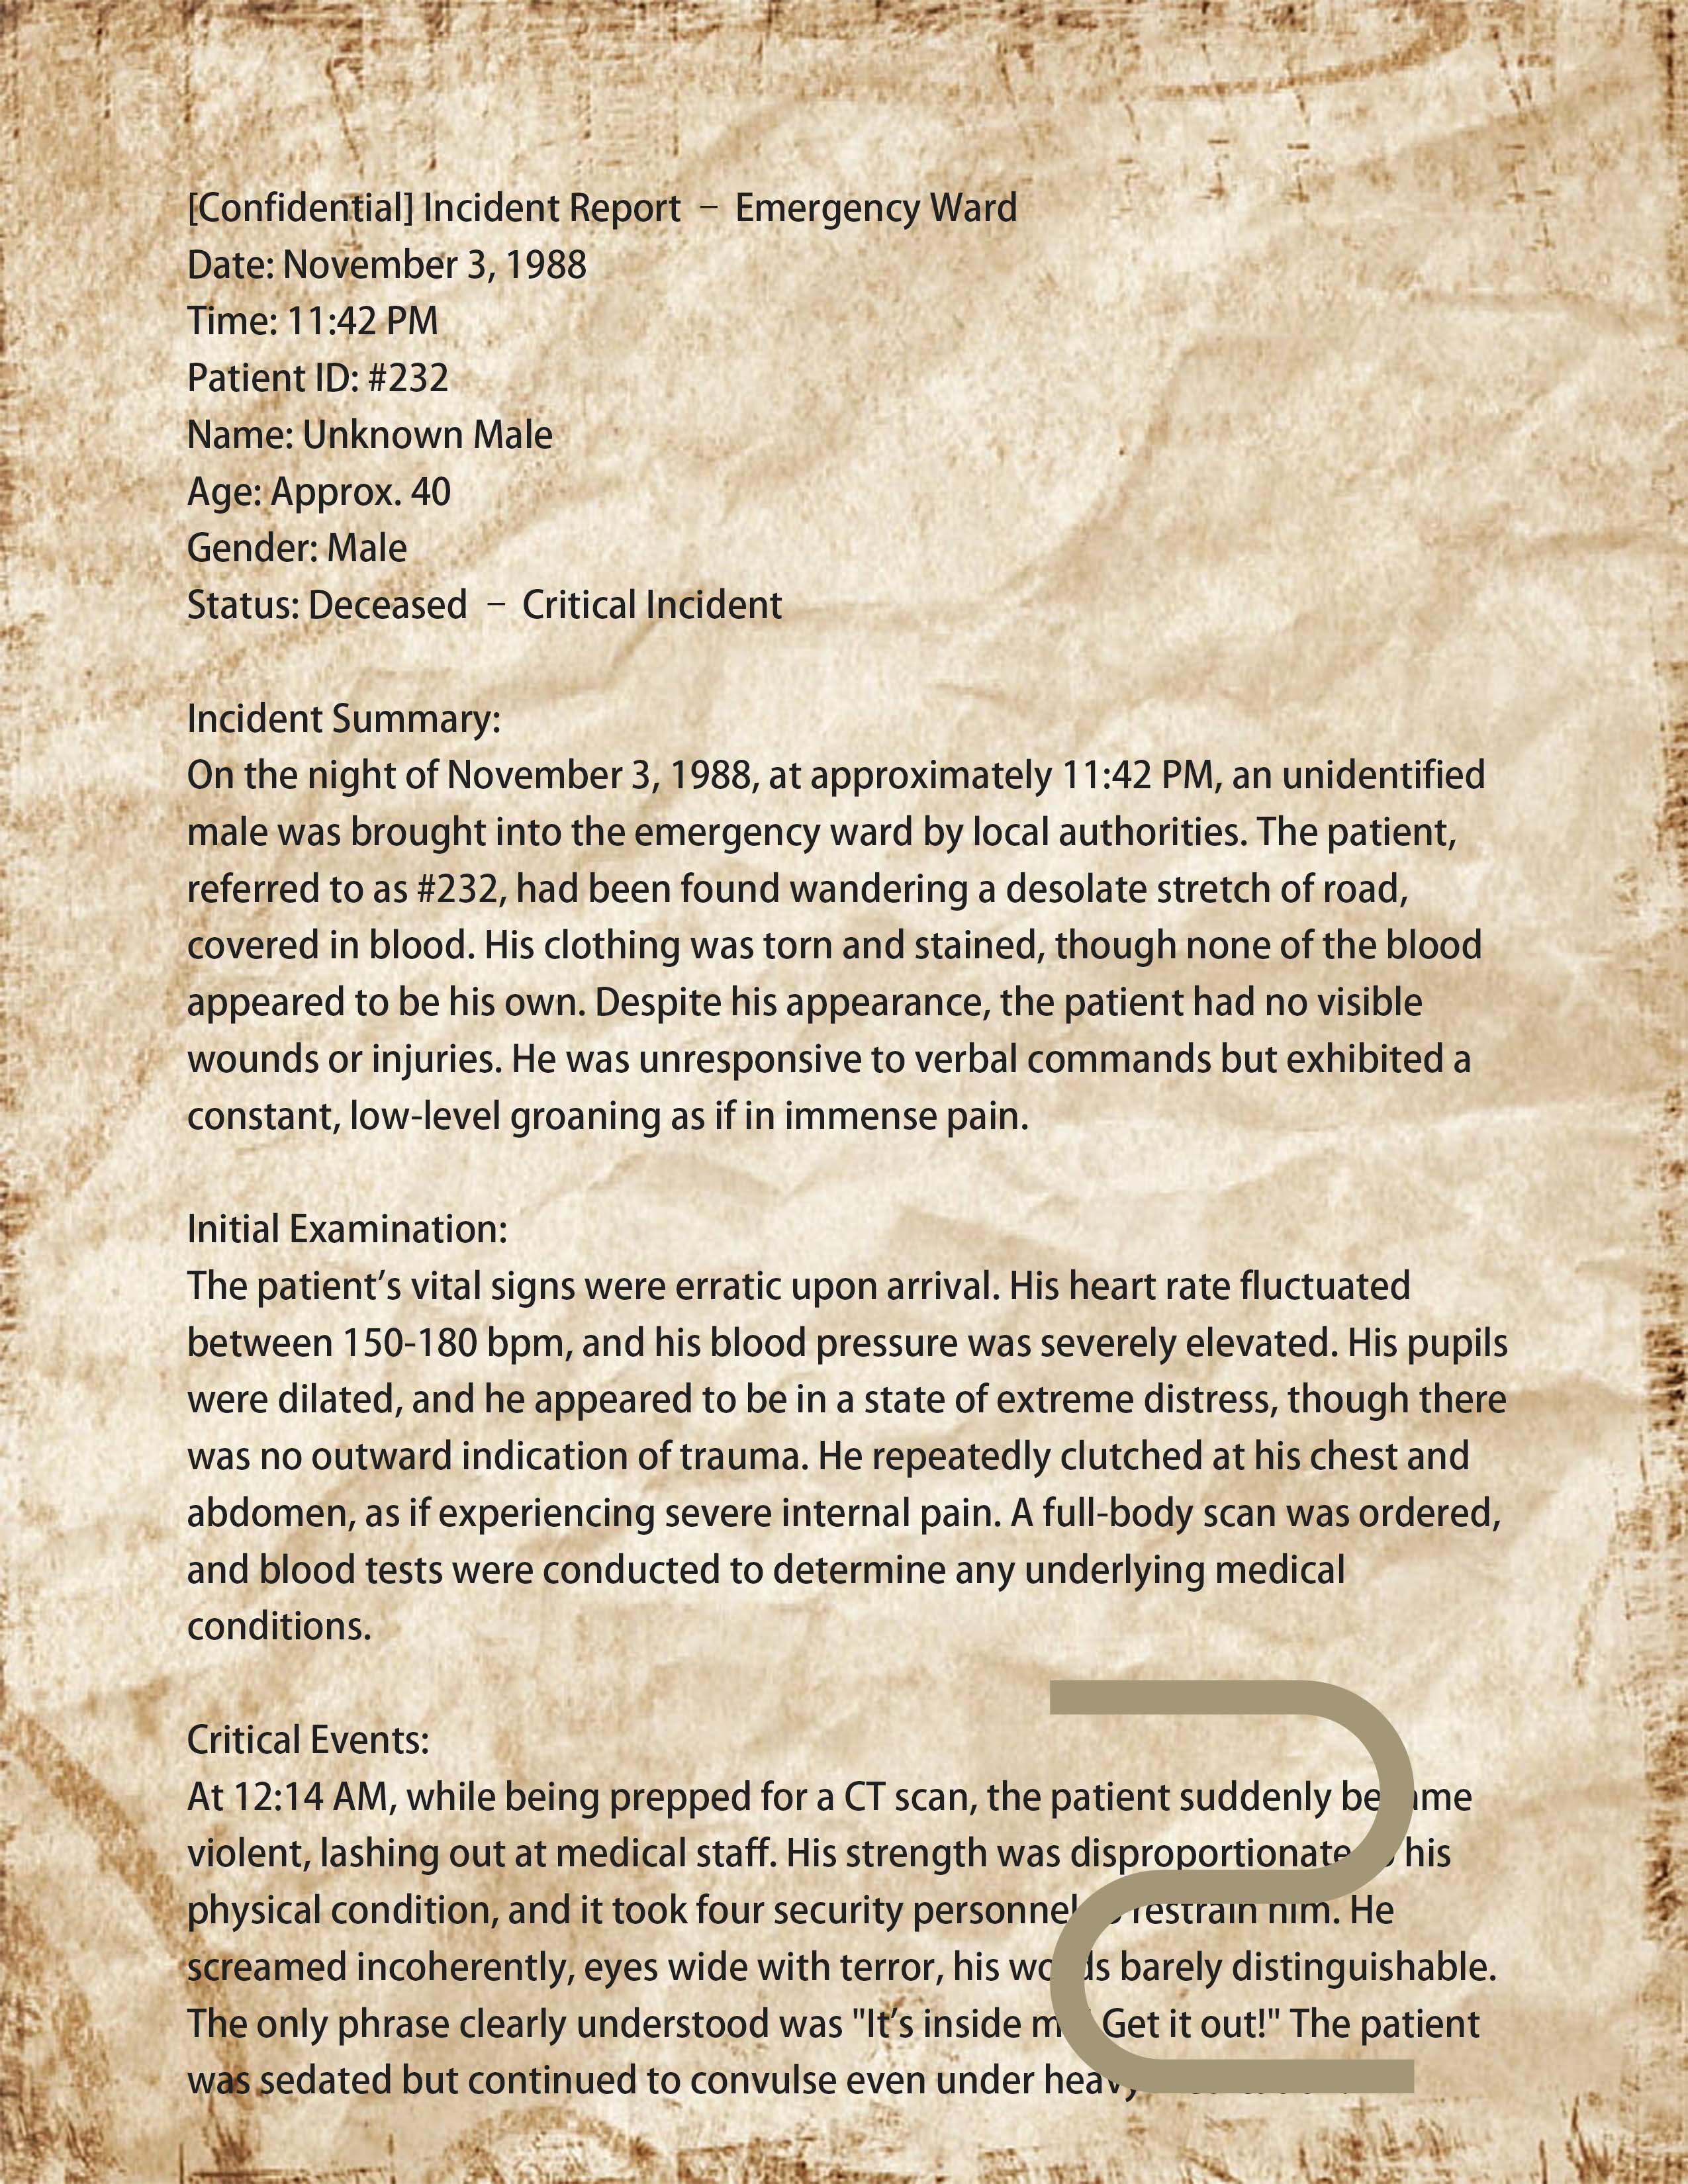 [Confidential] Incident Report – Emergency Ward
Date: November 3, 1988
Time: 11:42 PM
Patient ID: #232
Name: Unknown Male
Age: Approx. 40
Gender: Male
Status: Deceased – Critical Incident
Incident Summary:
On the night of November 3, 1988, at approximately 11:42 PM, an unidentified
male was brought into the emergency ward by local authorities. The patient,
referred to as #232, had been found wandering a desolate stretch of road,
covered in blood. His clothing was torn and stained, though none of the blood
appeared to be his own. Despite his appearance, the patient had no visible
wounds or injuries. He was unresponsive to verbal commands but exhibited a
constant, low-level groaning as if in immense pain.
Initial Examination:
The patient’s vital signs were erratic upon arrival. His heart rate fluctuated
between 150-180 bpm, and his blood pressure was severely elevated. His pupils
were dilated, and he appeared to be in a state of extreme distress, though there
was no outward indication of trauma. He repeatedly clutched at his chest and
abdomen, as if experiencing severe internal pain. A full-body scan was ordered,
and blood tests were conducted to determine any underlying medical
conditions.
Critical Events:
At 12:14 AM, while being prepped for a CT scan, the patient suddenly became
violent, lashing out at medical staff. His strength was disproportionate to his
physical condition, and it took four security personnel to restrain him. He
screamed incoherently, eyes wide with terror, his words barely distinguishable.
The only phrase clearly understood was "It’s inside me! Get it out!" The patient
was sedated but continued to convulse even under heavy